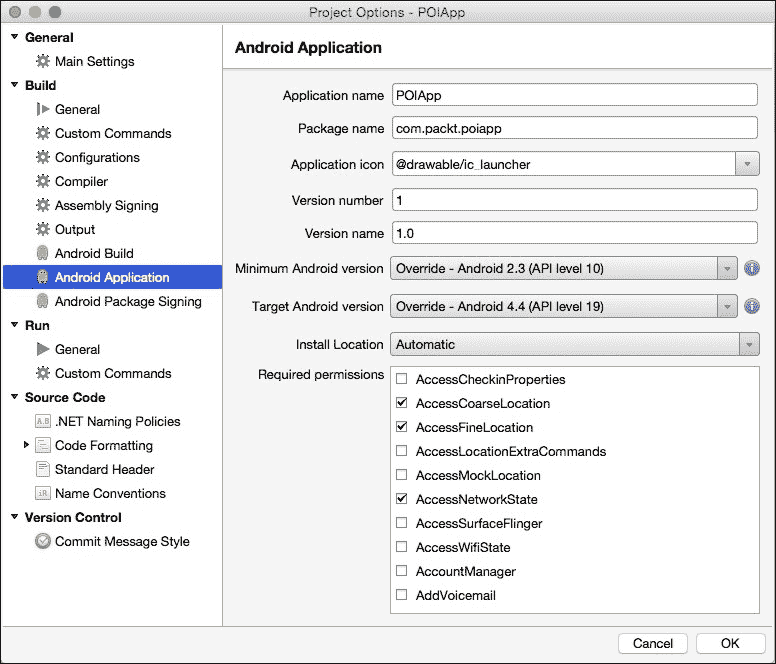 Project Options - POIApp
General
Main Settings
Build
General
Custom Commands
Configurations
Compiler
Assembly Signing
Output
Android Build
Android Application
Android Package Signing
Run
General
Custom Commands
Source Code
A.B .NET Naming Policies
Code Formatting
Standard Header
iR Name Conventions
Version Control
Commit Message Style
Android Application
Application name POIApp
Package name com.packt.poiapp
Application icon @drawable/ic_launcher
Version number 1
Version name 1.0
Minimum Android version Override - Android 2.3 (API level 10)
Target Android version Override - Android 4.4 (API level 19)
Install Location Automatic
Required permissions
AccessCheckinProperties
AccessCoarseLocation
AccessFineLocation
AccessLocationExtraCommands
AccessMockLocation
AccessNetworkState
AccessSurfaceFlinger
AccessWifiState
AccountManager
AddVoicemail
Cancel OK